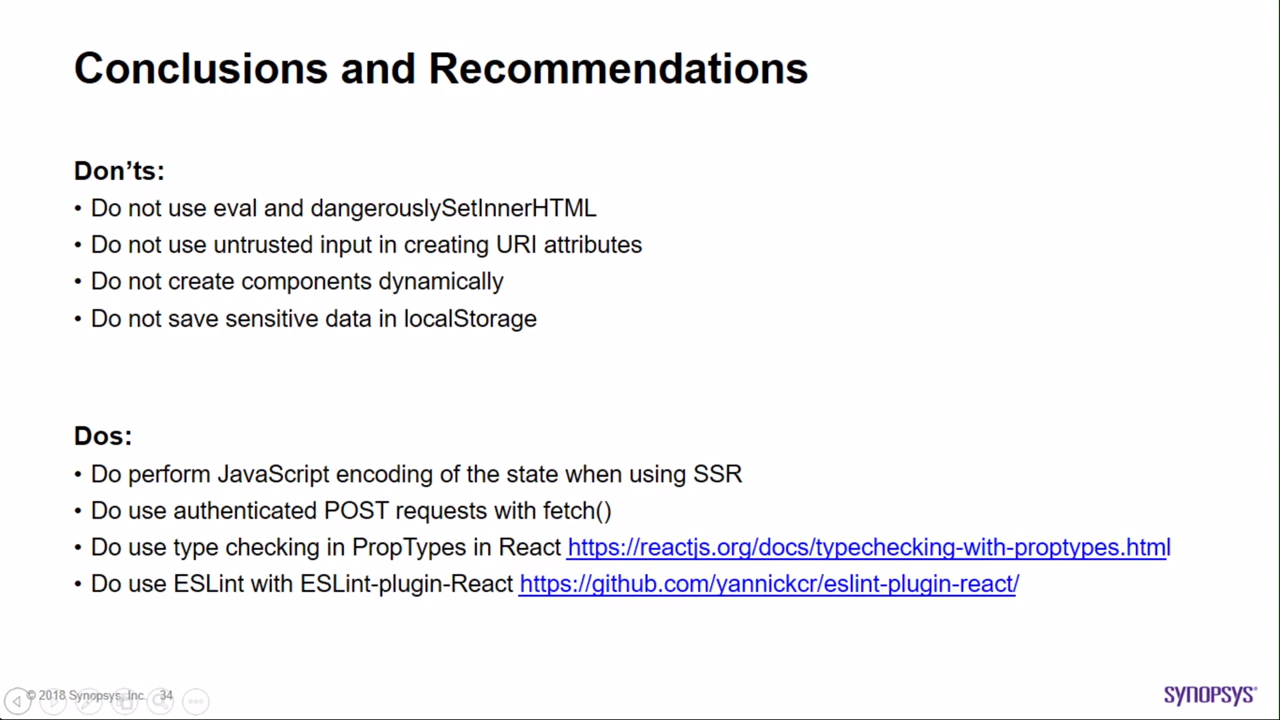 Conclusions and Recommendations
Don’ts:
• Do not use eval and dangerouslySetInnerHTML
• Do not use untrusted input in creating URI attributes
• Do not create components dynamically
• Do not save sensitive data in localStorage
Dos:
• Do perform JavaScript encoding of the state when using SSR
• Do use authenticated POST requests with fetch()
• Do use type checking in PropTypes in React https://reactjs.org/docs/typechecking-with-proptypes.html
• Do use ESLint with ESLint-plugin-React https://github.com/yannickcr/eslint-plugin-react/
© 2018 Synopsys, Inc. 34
SYNOPSYS®